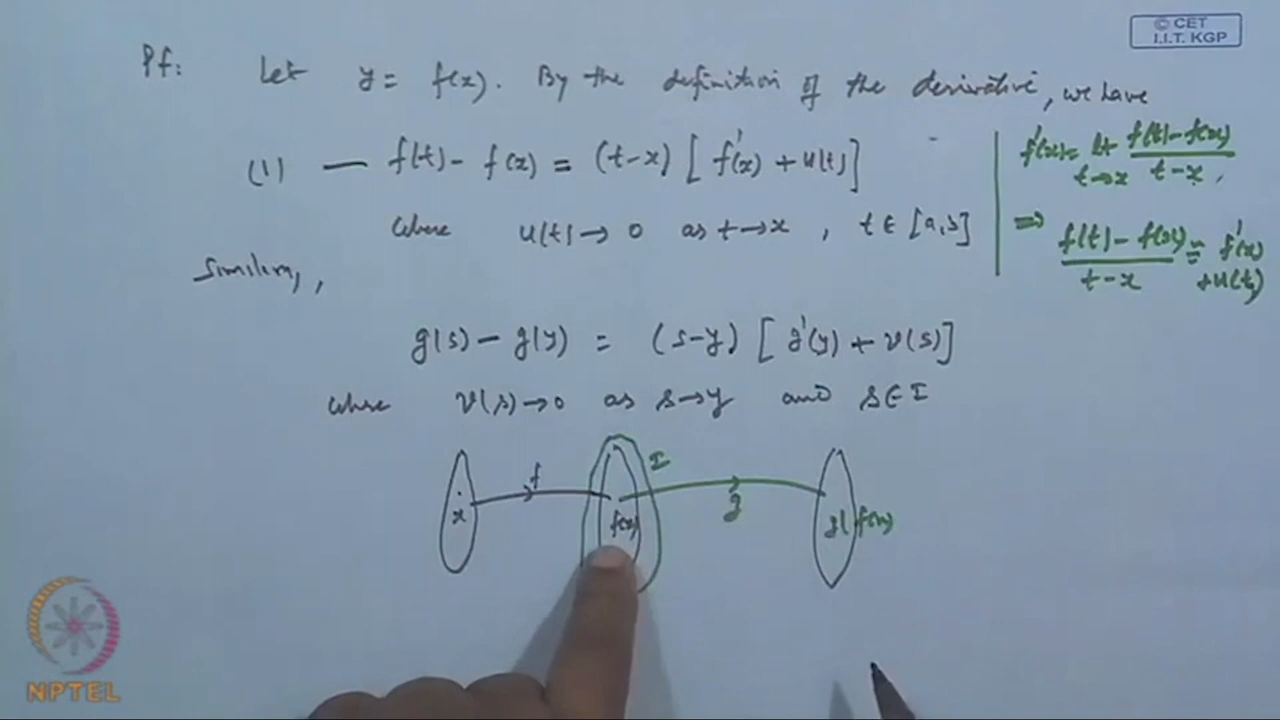 © CET
I.I.T. KGP
Pf: Let y = f(x). By the definition of the derivative, we have
(1) — f(t) - f(x) = (t-x) [ f'(x) + u(t) ]
where u(t) → 0 as t→x , t ∈ [a,b]
f'(x) = lt t→x f(t) - f(x) / t-x ,
⇒ f(t) - f(x) / t-x = f'(x) + u(t)
Similarly,
g(s) - g(y) = (s-y) [ g'(y) + v(s) ]
where v(s) → 0 as s→y and s ∈ I
f I g
x f(x) g(f(x)
NPTEL